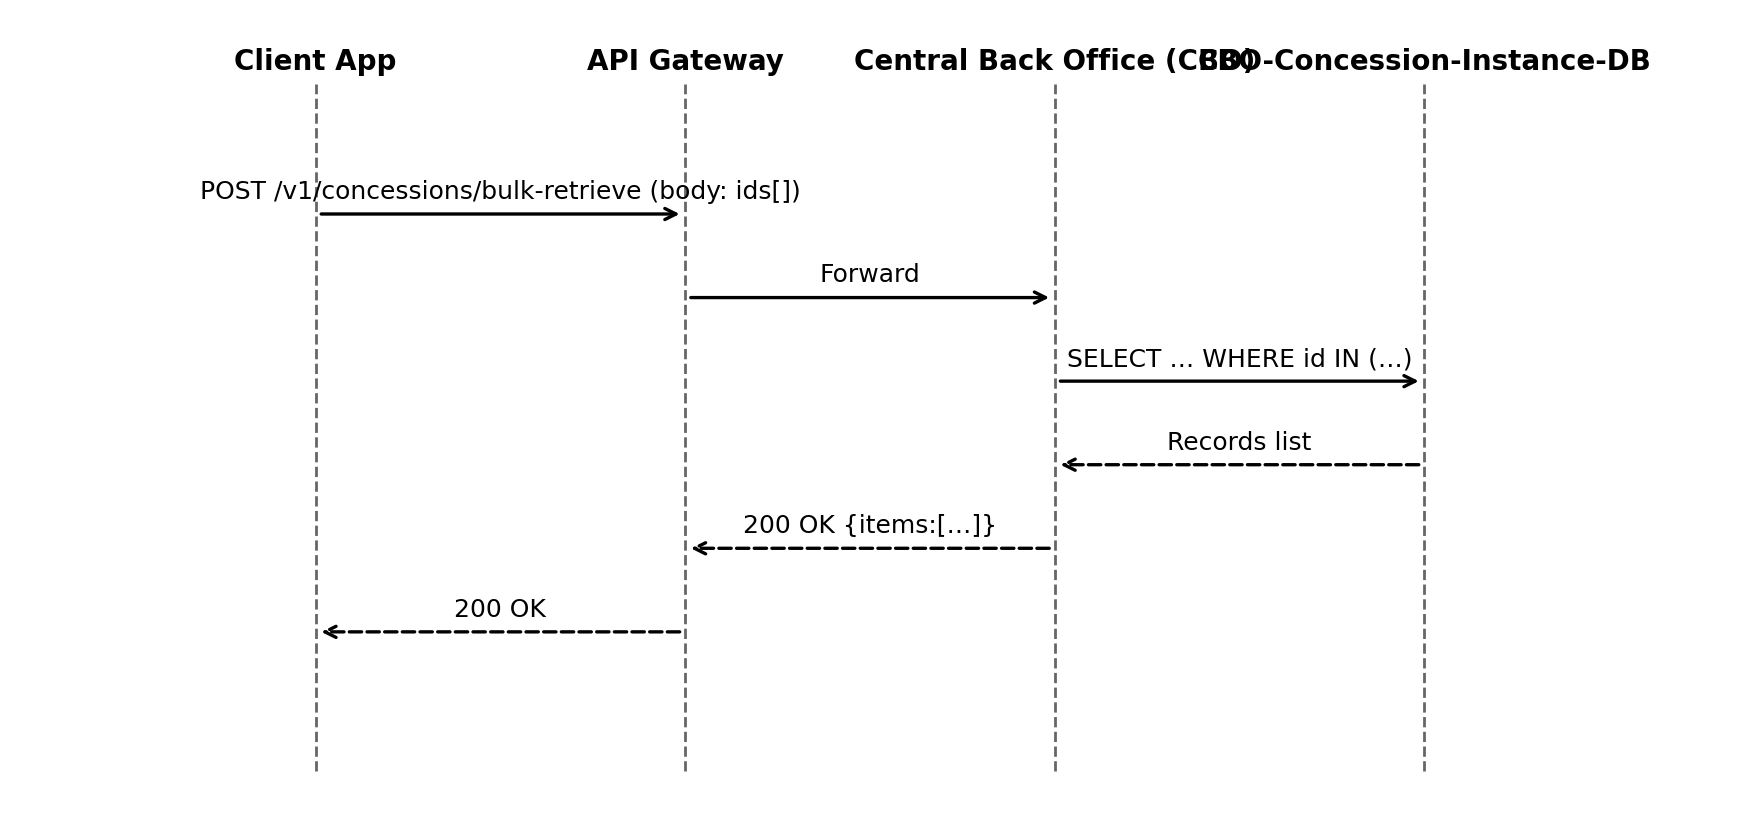 Client App
API Gateway
Central Back Office (CBO)
CBO-Concession-Instance-DB
POST /v1/concessions/bulk-retrieve (body: ids[])
Forward
SELECT … WHERE id IN (…)
Records list
200 OK {items:[…]}
200 OK